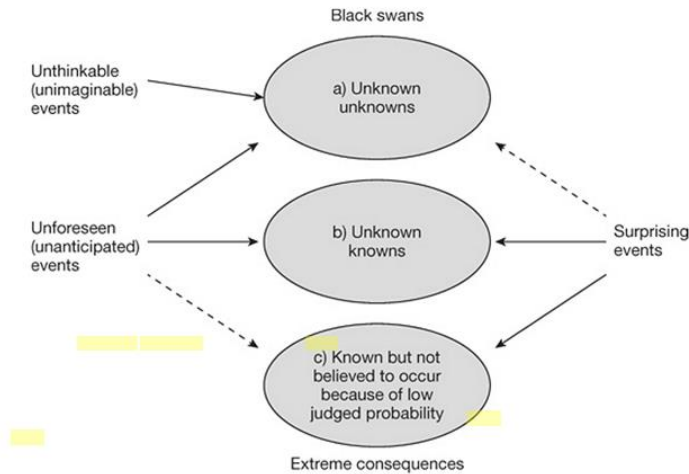 Black swans
Unthinkable
(unimaginable)
events
a) Unknown
unknowns
Unforeseen
(unanticipated)
events
b) Unknown
knowns
Surprising
events
c) Known but not
believed to occur
because of low
judged probability
Extreme consequences